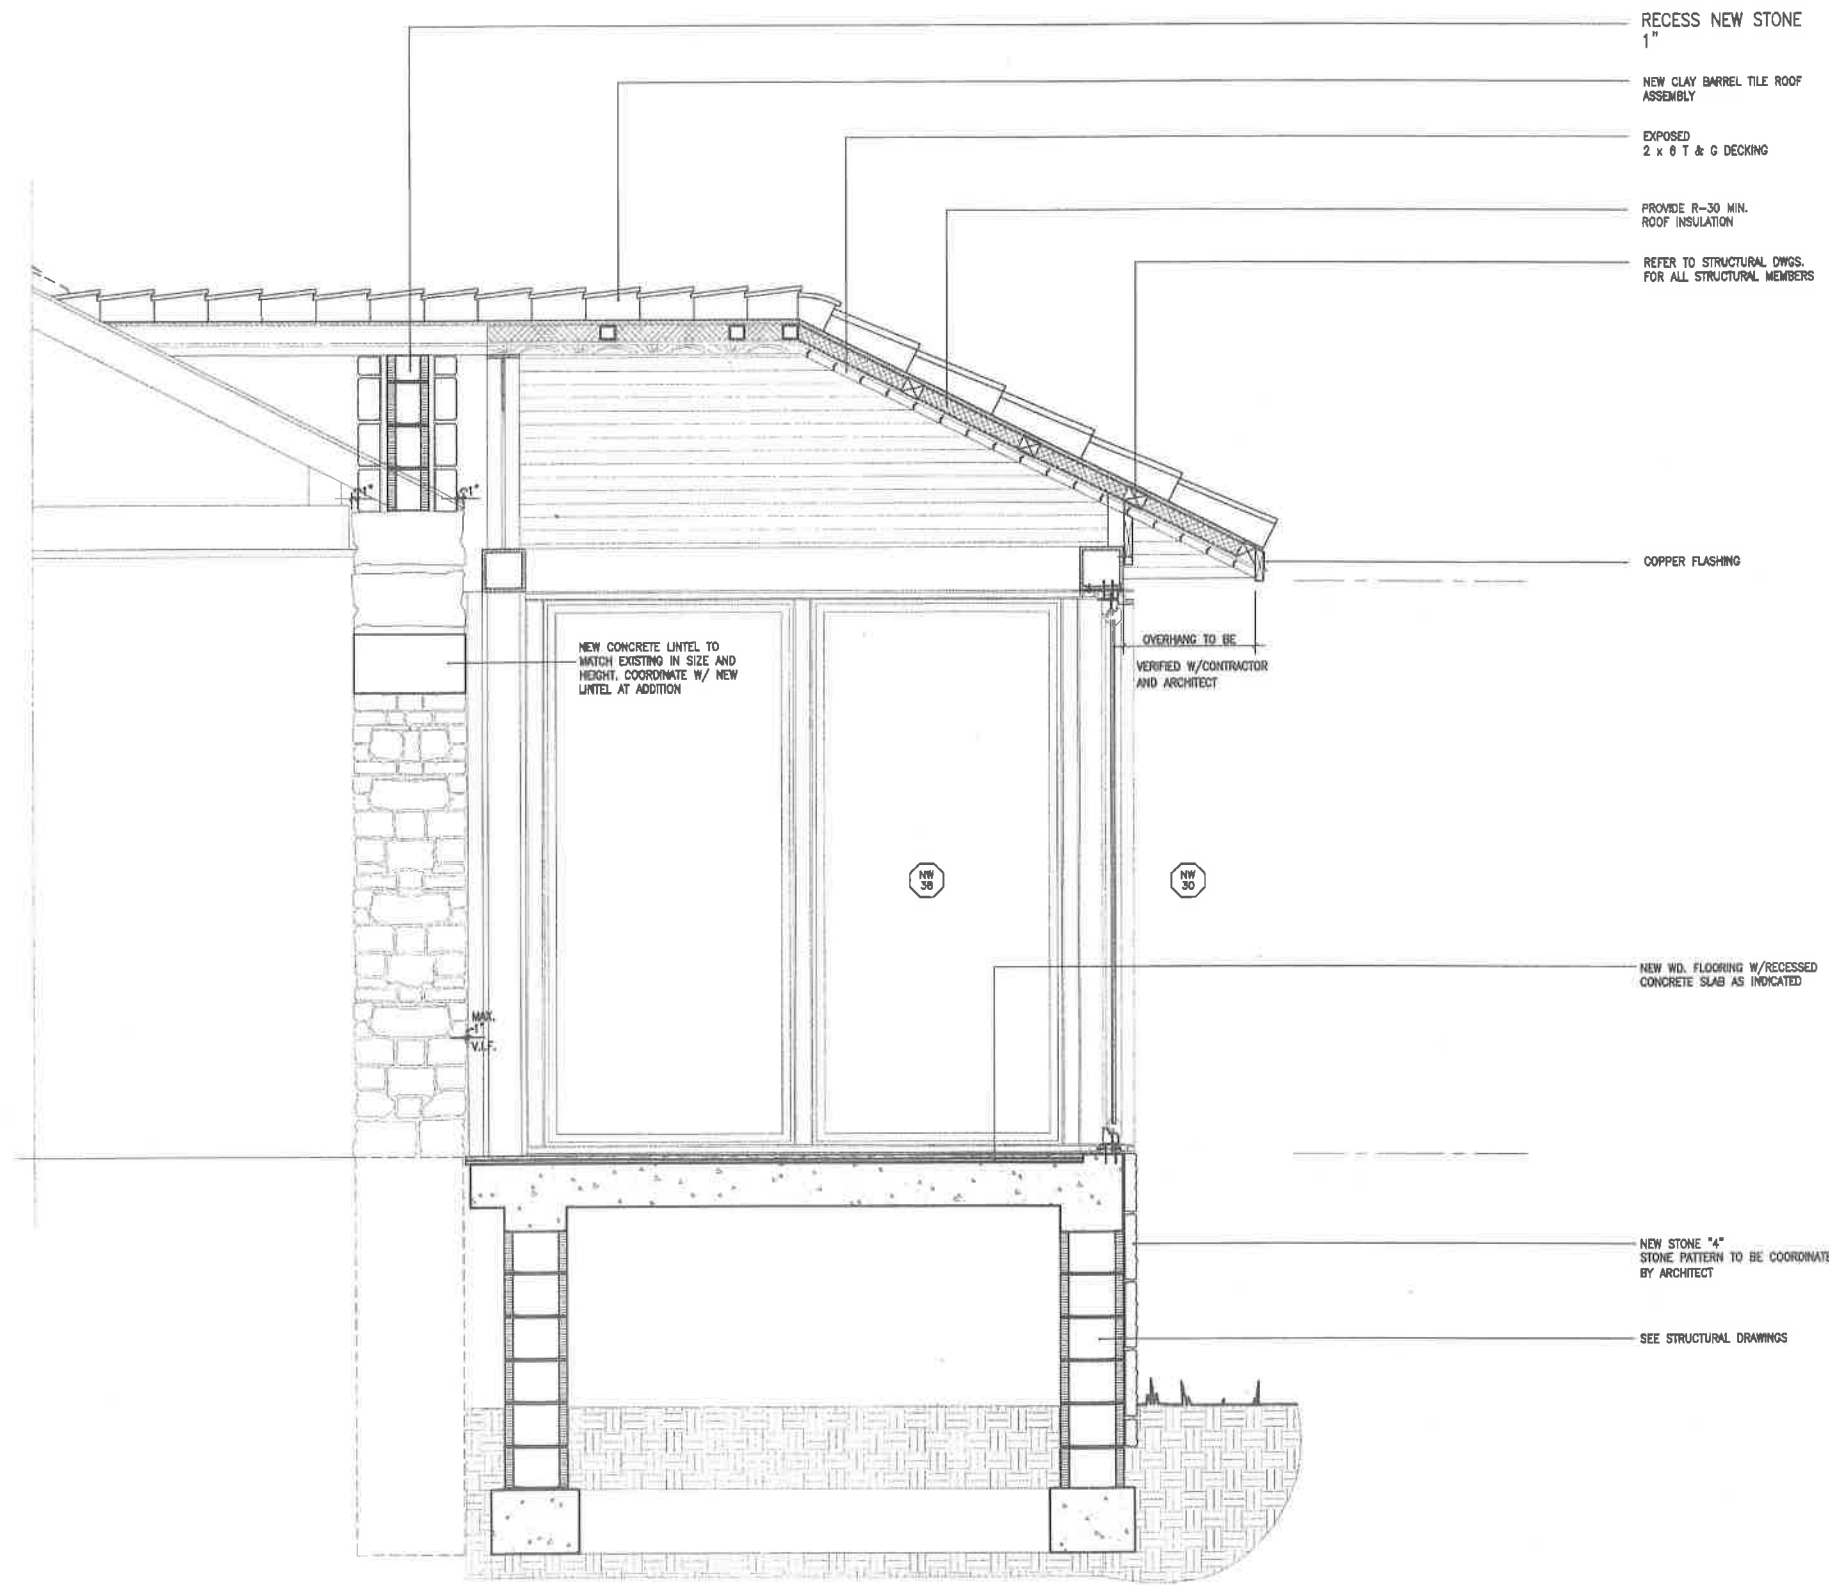 RECESS NEW STONE
1"
NEW CLAY BARREL TILE ROOF
ASSEMBLY
EXPOSED
2 x 6 T & G DECKING
PROVIDE R-30 MIN.
ROOF INSULATION
REFER TO STRUCTURAL DWGS.
FOR ALL STRUCTURAL MEMBERS
1"
1"
COPPER FLASHING
OVERHANG TO BE
VERIFIED W/CONTRACTOR
AND ARCHITECT
NEW CONCRETE LINTEL TO
MATCH EXISTING IN SIZE AND
HEIGHT. COORDINATE W/ NEW
LINTEL AT ADDITION
NW
38
NW
30
NEW WD. FLOORING W/RECESSED
CONCRETE SLAB AS INDICATED
MAX.
1"
V.I.F.
NEW STONE "4"
STONE PATTERN TO BE COORDINATE
BY ARCHITECT
SEE STRUCTURAL DRAWINGS